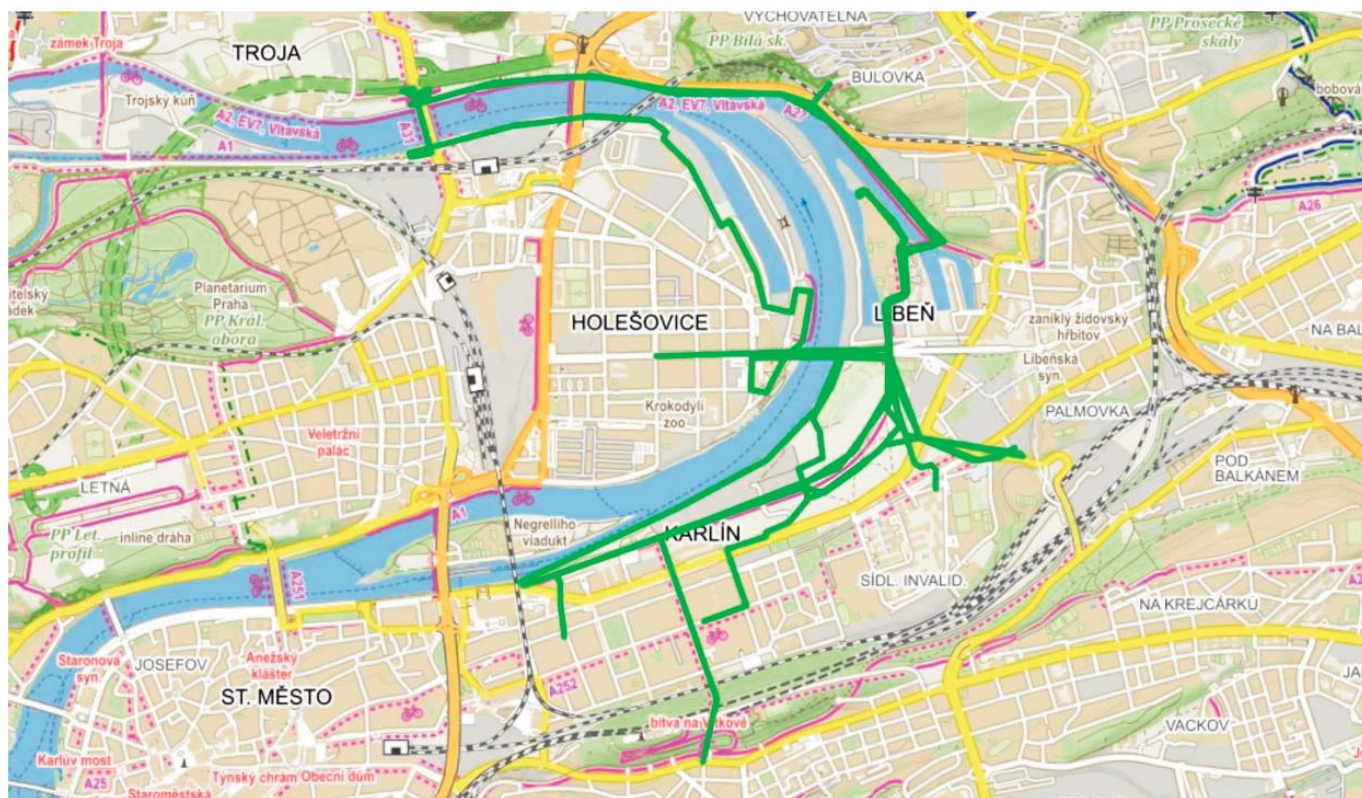 VYCHOVATELNA
PP Prosecké
skály
zámek Troja
TROJA
PP Bílá sk.
BULOVKA
bobová
Trojský kůň
A2, EV7, Vltavská
A1
A31
A2, EV7, Vltavská
A27
A26
Planetarium
Praha
PP Král.
obora
HOLEŠOVICE
LIBEŇ
zaniklý židovský
hřbitov
Libeňská
syn.
NA BAL
Krokodýlí
zoo
PALMOVKA
Veletržní
palác
LETNÁ
POD
BALKÁNEM
PP Let.
profil
inline dráha
A1
Negrelliho
viadukt
KARLÍN
SÍDL. INVALID.
A251
NA KREJCÁRKU
Staronová
syn.
JOSEFOV
Anežský
klášter
A252
ST. MĚSTO
bitva na Vítkově
VACKOV
Karlův most
A25
Týnský chrám
Obecní dům
Staroměstská